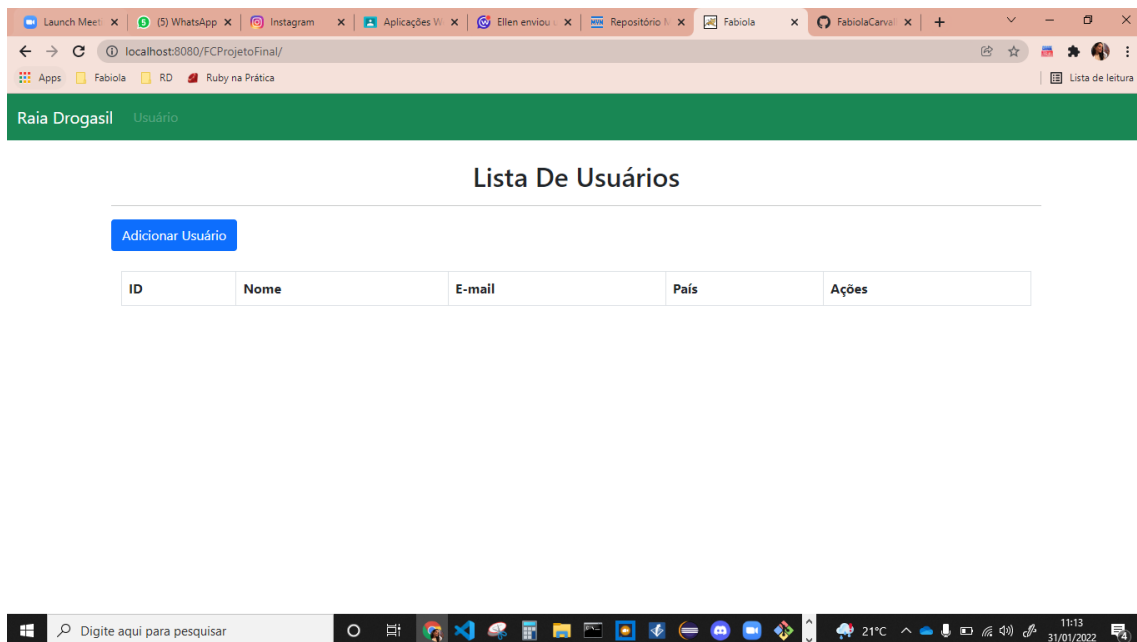 Launch Meeti
(5) WhatsApp
Instagram
Aplicações W
Ellen enviou u
Repositório M
Fabiola
FabiolaCarval
localhost:8080/FCProjetoFinal/
Apps
Fabiola
RD
Ruby na Prática
Lista de leitura
Raia Drogasil
Usuário
Lista De Usuários
Adicionar Usuário
ID Nome E-mail País Ações
Digite aqui para pesquisar
21°C
11:13
31/01/2022